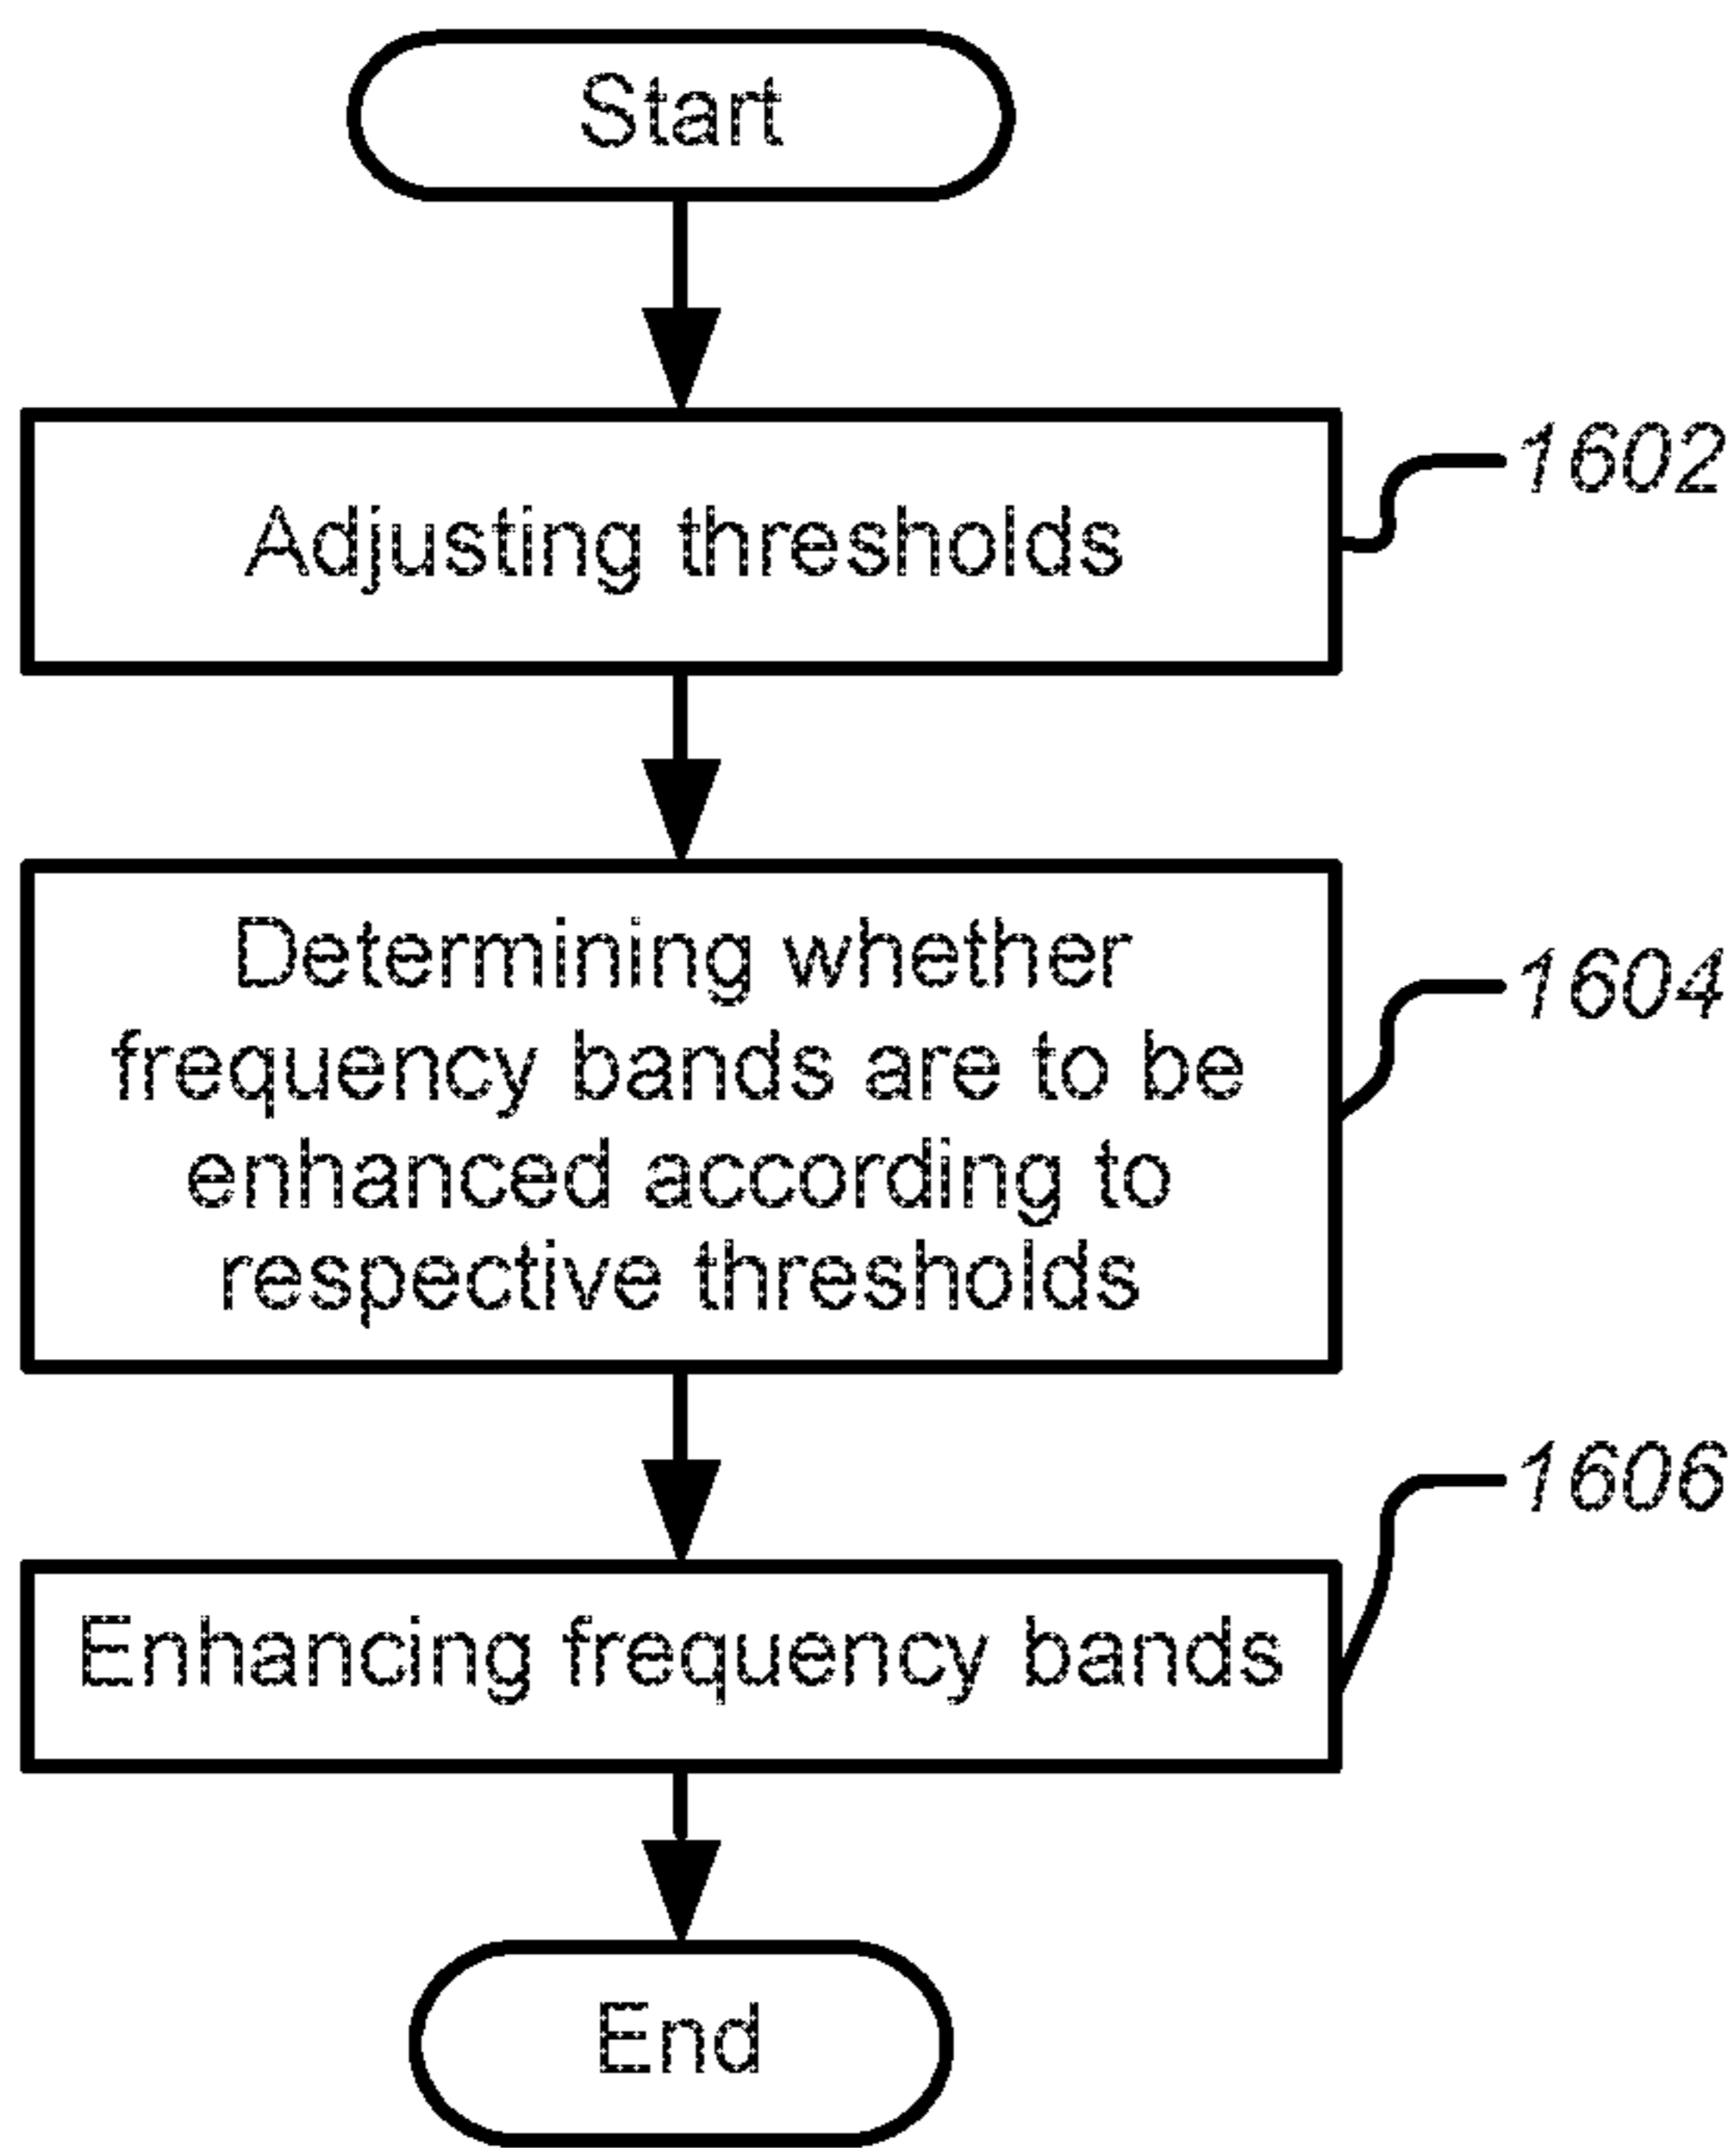 Start
Adjusting thresholds
1602
Determining whether
frequency bands are to be
enhanced according to
respective thresholds
1604
Enhancing frequency bands
1606
End